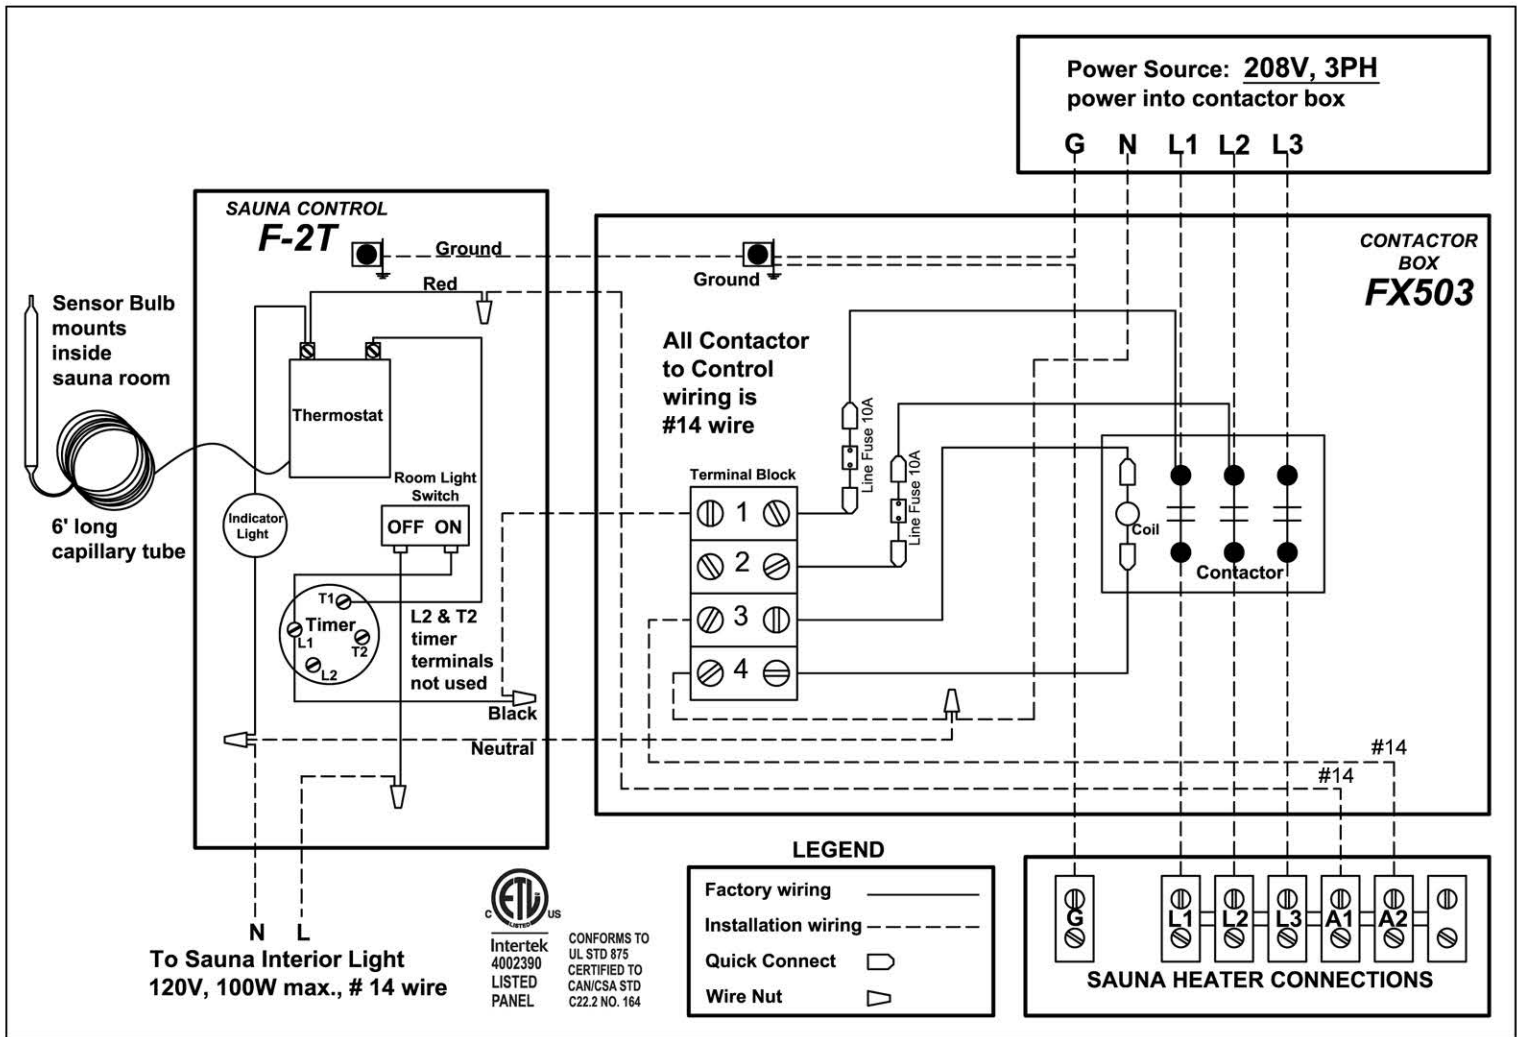 Power Source: 208V, 3PH
power into contactor box
G N L1 L2 L3
SAUNA CONTROL
F-2T
Ground
Red
Sensor Bulb
mounts
inside
sauna room
Thermostat
6' long
capillary tube
Indicator
Light
Room Light
Switch
OFF ON
T1
Timer
L1
T2
L2
L2 & T2
timer
terminals
not used
Black
Neutral
N L
To Sauna Interior Light
120V, 100W max., # 14 wire
CONTACTOR
BOX
FX503
Ground
All Contactor
to Control
wiring is
#14 wire
Line Fuse 10A
Line Fuse 10A
Terminal Block
1
2
3
4
Coil
Contactor
#14
#14
C ETL US
LISTED
Intertek
4002390
LISTED
PANEL
CONFORMS TO
UL STD 875
CERTIFIED TO
CAN/CSA STD
C22.2 NO. 164
LEGEND
Factory wiring
Installation wiring
Quick Connect
Wire Nut
G L1 L2 L3 A1 A2
SAUNA HEATER CONNECTIONS